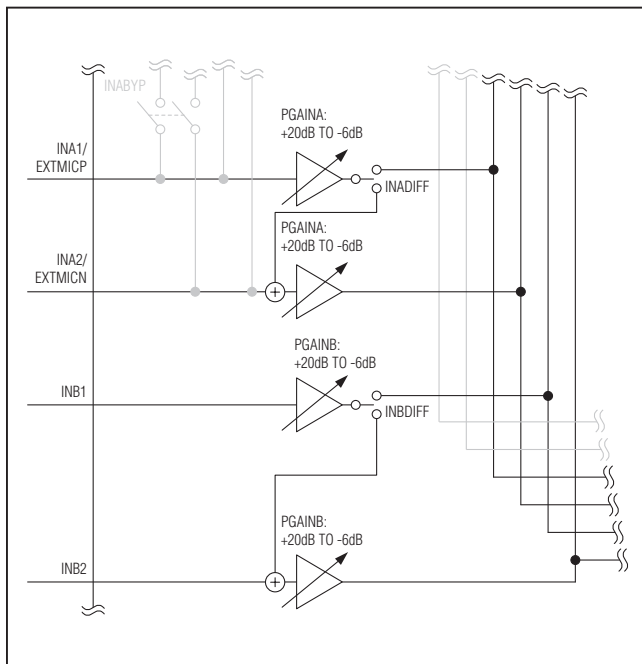 INABYP
INA1/
EXTMICP
PGAINA:
+20dB TO -6dB
INADIFF
INA2/
EXTMICN
PGAINA:
+20dB TO -6dB
+
INB1
PGAINB:
+20dB TO -6dB
INBDIFF
INB2
PGAINB:
+20dB TO -6dB
+